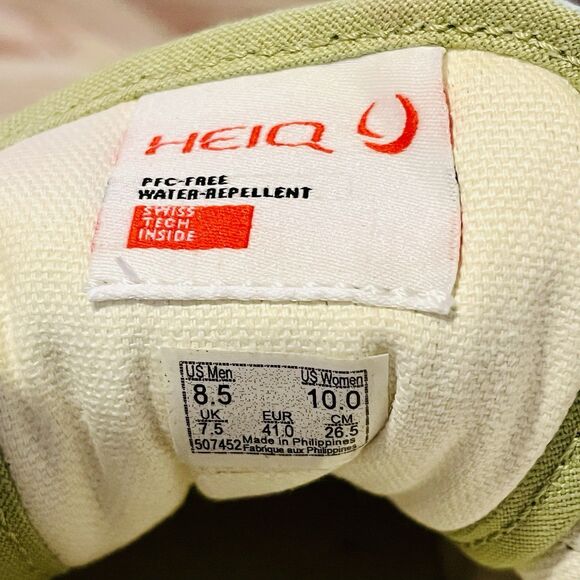 HEIQ
PFC-FREE
WATER-REPELLENT
SWISS
TECH
INSIDE
US Men US Women
8.5 10.0
UK EUR CM
7.5 41.0 26.5
507452 Made in Philippines
Fabrique aux Philippines